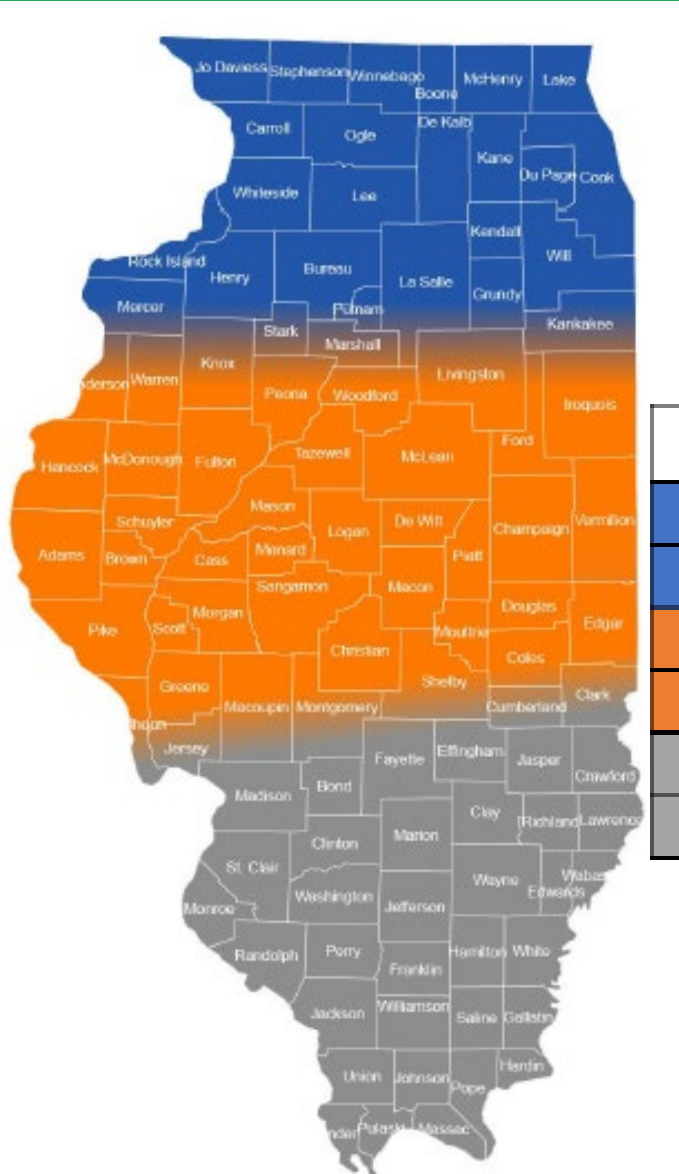 Jo Daviess Stephenson Winnebago Boone McHenry Lake
Carroll Ogle De Kalb Kane Du Page Cook
Whiteside Lee
Kendall Will
Rock Island Henry Bureau La Salle Grundy
Mercer Putnam
Stark Marshall Kankakee
derson Warren Knox Peoria Woodford Livingston Iroquois
Hancock McDonough Fulton Tazewell McLean Ford
Schuyler Mason Logan De Witt Champaign Vermilion
Adams Brown Cass Menard Piatt
Sangamon Macon
Pike Scott Morgan Douglas Edgar
Christian Moultrie Coles
Greene Macoupin Montgomery Shelby Cumberland Clark
houn Jersey
Fayette Effingham Jasper Crawford
Madison Bond
Clinton Marion Clay Richland Lawrence
St. Clair Wayne Edwards Wabas
Monroe Washington Jefferson
Randolph Perry Franklin Hamilton White
Jackson Williamson Saline Gallatin
Union Johnson Pope Hardin
nder Pulaski Massac